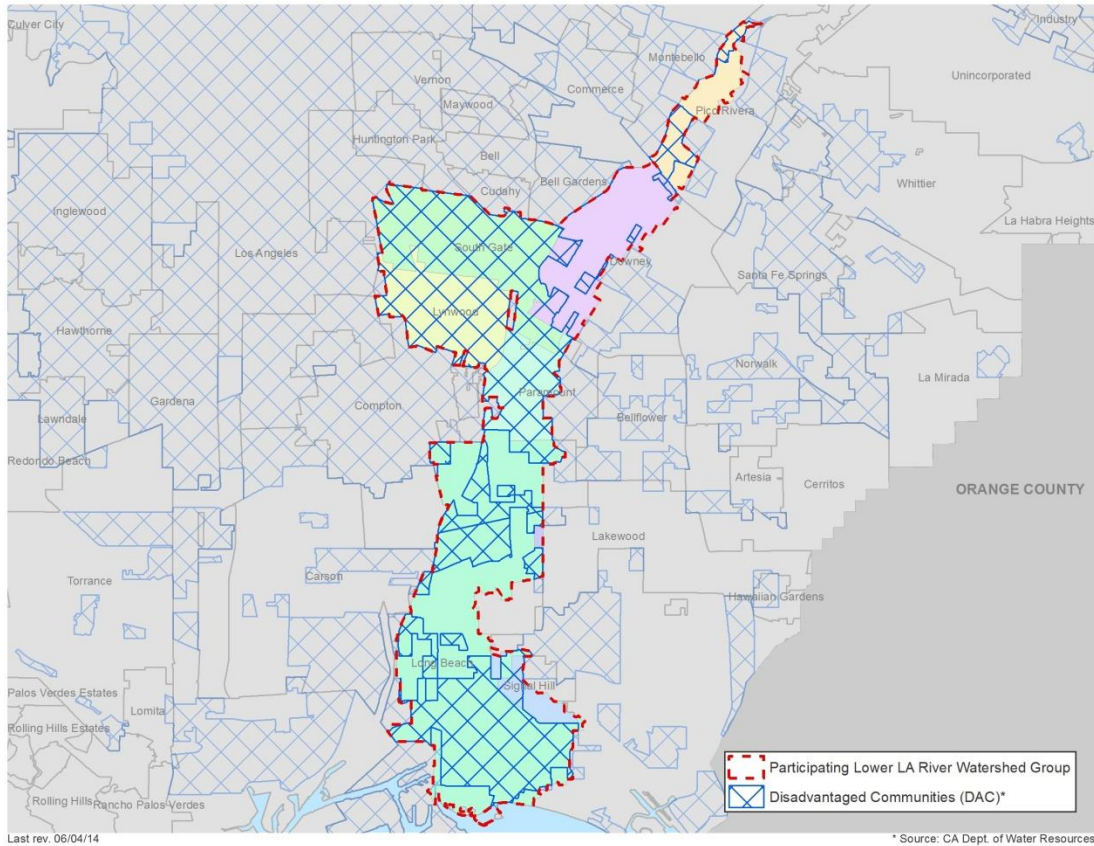 Culver City
Industry
Montebello
Unincorporated
Vernon
Commerce
Maywood
Pico Rivera
Huntington Park
Bell
Whittier
Cudahy
Bell Gardens
Inglewood
La Habra Heights
Los Angeles
South Gate
Downey
Santa Fe Springs
Lynwood
Hawthorne
Norwalk
La Mirada
Lawndale
Gardena
Compton
Paramount
Bellflower
Redondo Beach
Artesia
Cerritos
ORANGE COUNTY
Lakewood
Torrance
Carson
Hawaiian Gardens
Long Beach
Signal Hill
Palos Verdes Estates
Lomita
Rolling Hills Estates
Rolling Hills
Rancho Palos Verdes
Participating Lower LA River Watershed Group
Disadvantaged Communities (DAC)*
Last rev. 06/04/14
* Source: CA Dept. of Water Resources